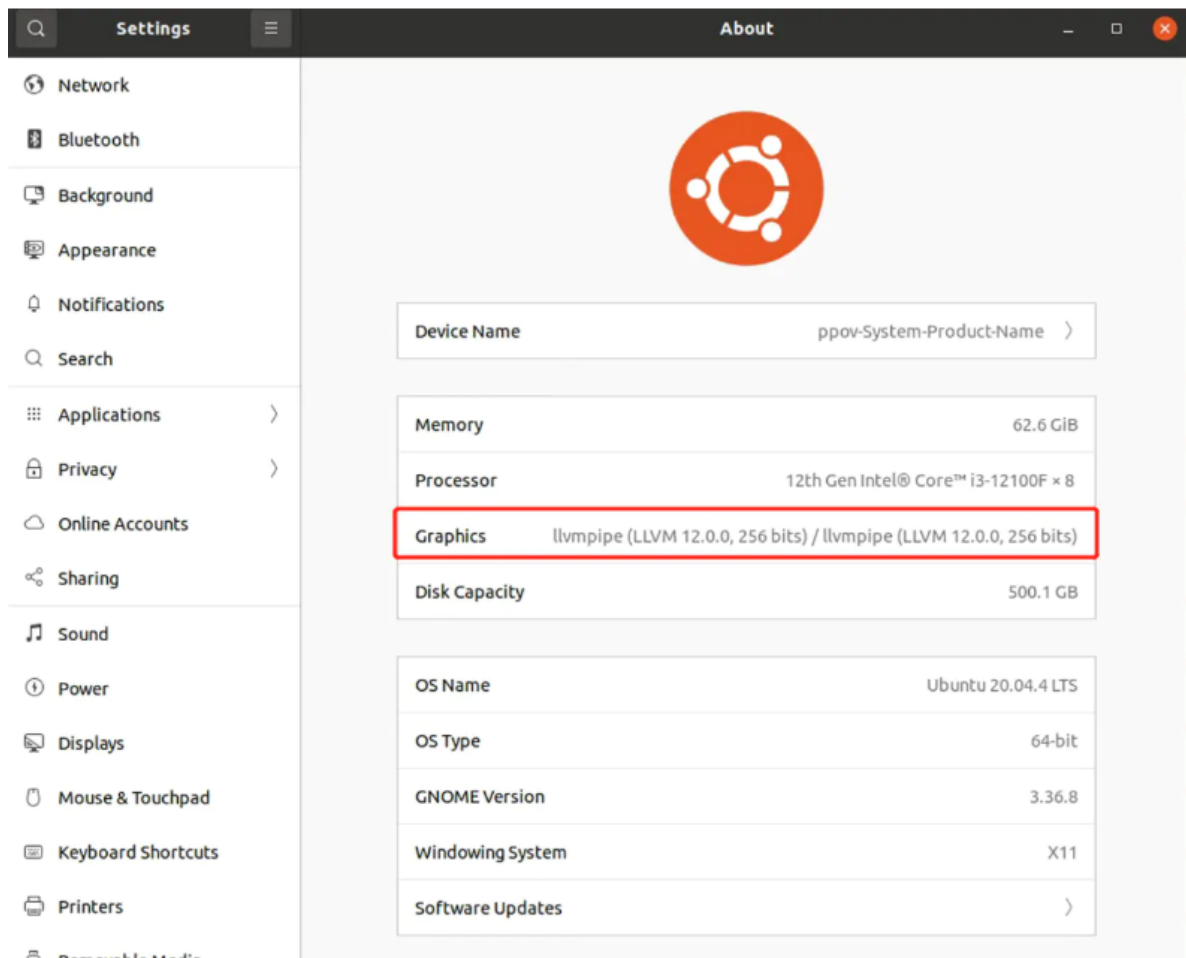 Settings
About
Network
Bluetooth
Background
Appearance
Notifications
Search
Applications
Privacy
Online Accounts
Sharing
Sound
Power
Displays
Mouse & Touchpad
Keyboard Shortcuts
Printers
Removable Media
Device Name ppov-System-Product-Name
Memory 62.6 GiB
Processor 12th Gen Intel® Core™ i3-12100F × 8
Graphics llvmpipe (LLVM 12.0.0, 256 bits) / llvmpipe (LLVM 12.0.0, 256 bits)
Disk Capacity 500.1 GB
OS Name Ubuntu 20.04.4 LTS
OS Type 64-bit
GNOME Version 3.36.8
Windowing System X11
Software Updates